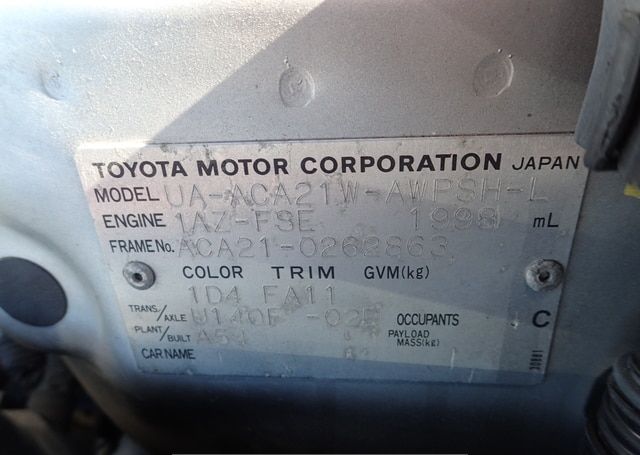 TOYOTA MOTOR CORPORATION JAPAN
MODEL UA-ACA21W-AWPSH-L
ENGINE 1AZ-FSE 1998 mL
FRAME No. ACA21-0262863
COLOR TRIM GVM(kg)
1D4 FA11
TRANS/AXLE U140F -02 OCCUPANTS C
PLANT/BUILT PAYLOAD MASS(kg)
CAR NAME